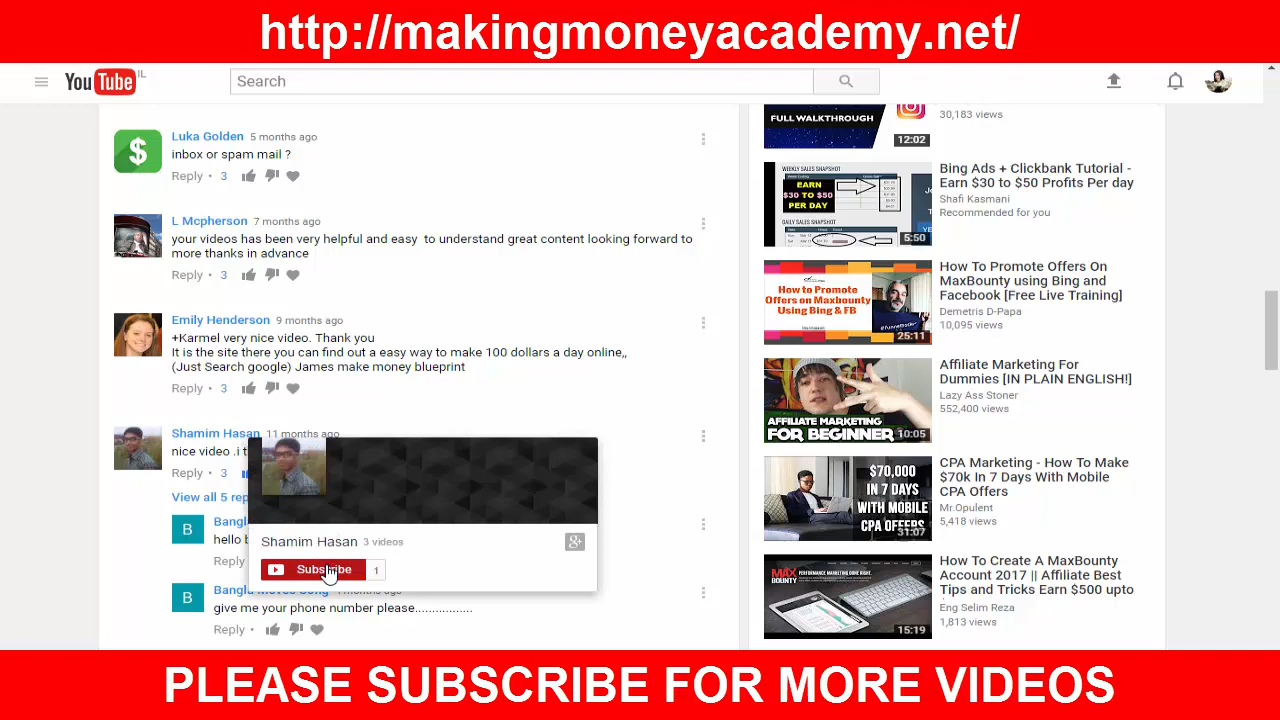 http://makingmoneyacademy.net/
YouTube IL
Search
Luka Golden 5 months ago
inbox or spam mail ?
Reply · 3
L Mcpherson 7 months ago
your videos has been very helpful and easy to understand great content looking forward to
more thanks in advance
Reply · 3
Emily Henderson 9 months ago
+Karmel very nice video. Thank you
It is the site there you can find out a easy way to make 100 dollars a day online,,
(Just Search google) James make money blueprint
Reply · 3
Shamim Hasan 11 months ago
nice video .i t
Reply · 3
View all 5 rep
B
Bangl
hello b
Reply
Shamim Hasan 3 videos
g+
Subscribe 1
B
give me your phone number please.................
Reply ·
FULL WALKTHROUGH
12:02
30,183 views
WEEKLY SALES SNAPSHOT
EARN
$30 TO $50
PER DAY
DAILY SALES SNAPSHOT
5:50
Bing Ads + Clickbank Tutorial -
Earn $30 to $50 Profits Per day
Shafi Kasmani
Recommended for you
How to Promote
Offers on Maxbounty
Using Bing & FB
25:11
How To Promote Offers On
MaxBounty using Bing and
Facebook [Free Live Training]
Demetris D-Papa
10,095 views
AFFILIATE MARKETING
FOR BEGINNER
10:05
Affiliate Marketing For
Dummies [IN PLAIN ENGLISH!]
Lazy Ass Stoner
552,400 views
$70,000
IN 7 DAYS
WITH MOBILE
CPA OFFERS
31:07
CPA Marketing - How To Make
$70k In 7 Days With Mobile
CPA Offers
Mr.Opulent
5,418 views
MAX
BOUNTY
PERFORMANCE MARKETING DONE RIGHT.
15:19
How To Create A MaxBounty
Account 2017 || Affiliate Best
Tips and Tricks Earn $500 upto
Eng Selim Reza
1,813 views
PLEASE SUBSCRIBE FOR MORE VIDEOS